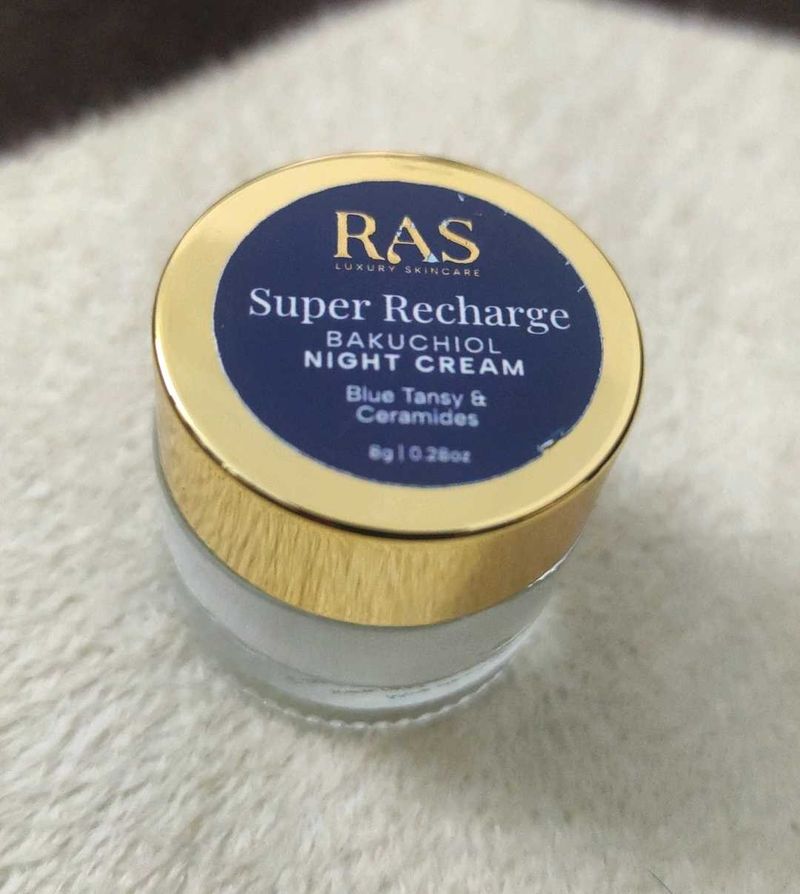 RAS
LUXURY SKINCARE
Super Recharge
BAKUCHIOL
NIGHT CREAM
Blue Tansy &
Ceramides
8g | 0.28oz